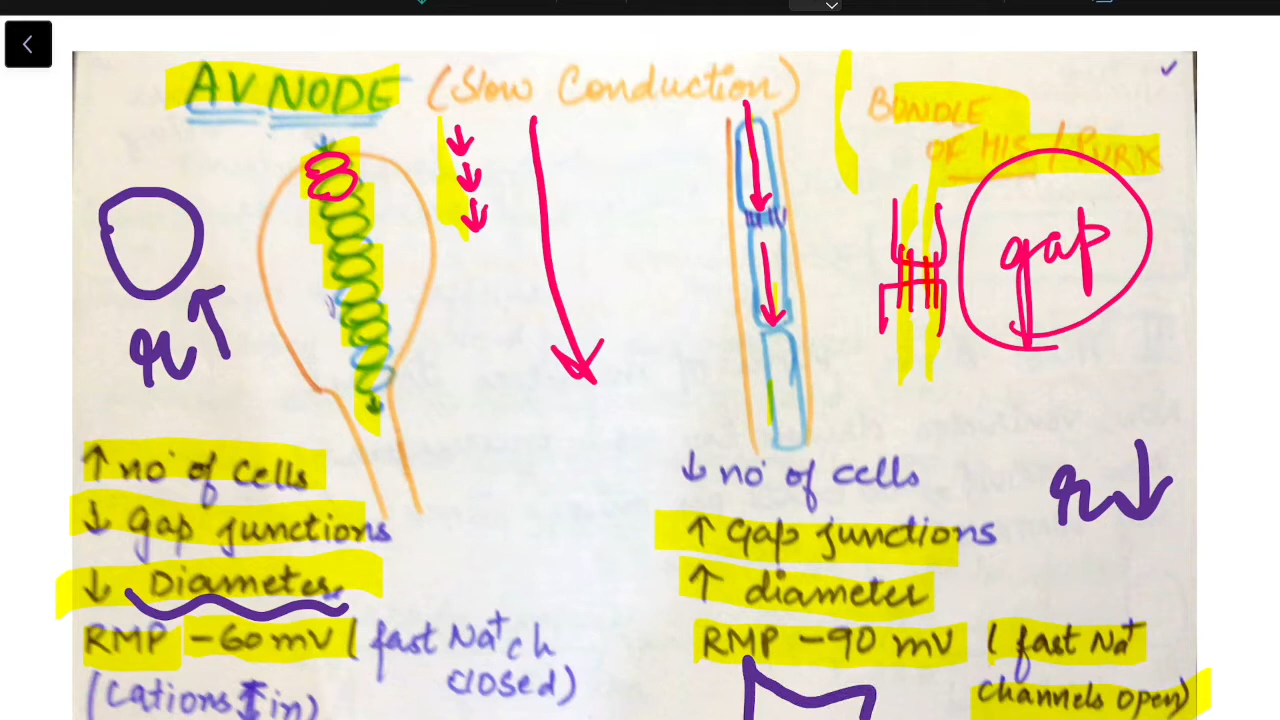 AV NODE (Slow Conduction)
BUNDLE
OF HIS / PURK
gap
r↑
↑ no of cells
↓ gap junctions
↓ Diameter
RMP -60 mV ( fast Na+ ch
closed)
(Cations ↑ in)
↓ no of cells
r↓
↑ Gap junctions
↑ diameter
RMP -90 mV ( fast Na+
channels open)